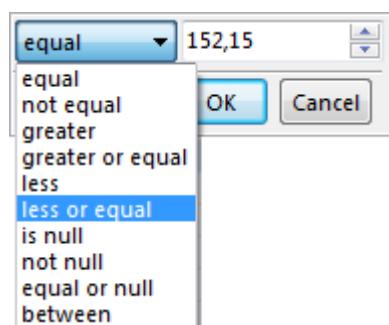 equal 152,15
equal
not equal OK Cancel
greater
greater or equal
less
less or equal
is null
not null
equal or null
between